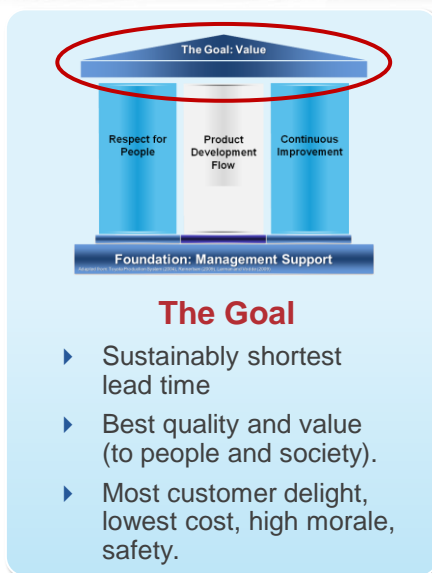 The Goal: Value
Respect for
People
Product
Development
Flow
Continuous
Improvement
Foundation: Management Support
The Goal
Sustainably shortest
lead time
Best quality and value
(to people and society).
Most customer delight,
lowest cost, high morale,
safety.